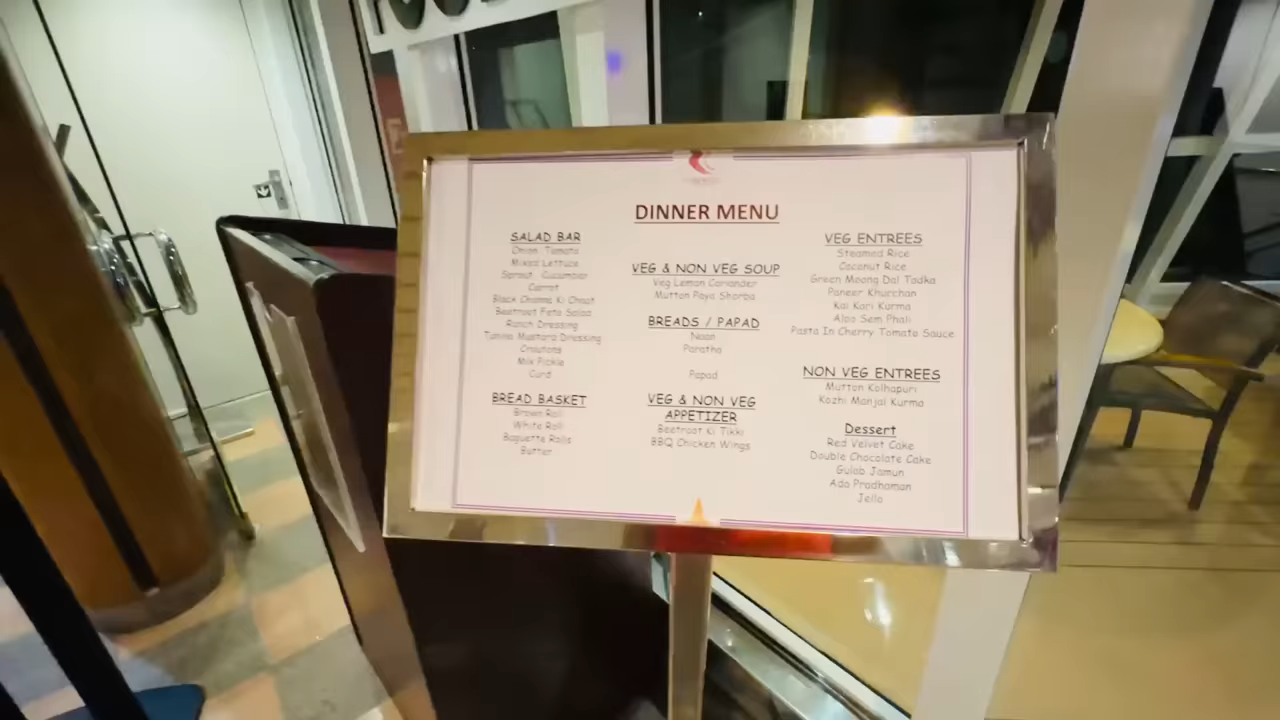 DINNER MENU
SALAD BAR
Onion, Tomato
Mixed Lettuce
Sprout, Cucumber
Carrot
Black Channa Ki Chaat
Beetroot Feta Salad
Ranch Dressing
Mustard Dressing
Croutons
Milk Pickle
Curd
BREAD BASKET
Brown Roll
White Roll
Baguette Rolls
Butter
VEG & NON VEG SOUP
Veg Lemon Coriander
Mutton Paya Shorba
BREADS / PAPAD
Naan
Paratha
Papad
VEG & NON VEG
APPETIZER
Beetroot Ki Tikki
BBQ Chicken Wings
VEG ENTREES
Steamed Rice
Coconut Rice
Green Moong Dal Tadka
Paneer Khurchan
Kai Kari Kurma
Aloo Sem Phali
Pasta In Cherry Tomato Sauce
NON VEG ENTREES
Mutton Kolhapuri
Kozhi Manjal Kurma
Dessert
Red Velvet Cake
Double Chocolate Cake
Gulab Jamun
Ada Pradhaman
Jello